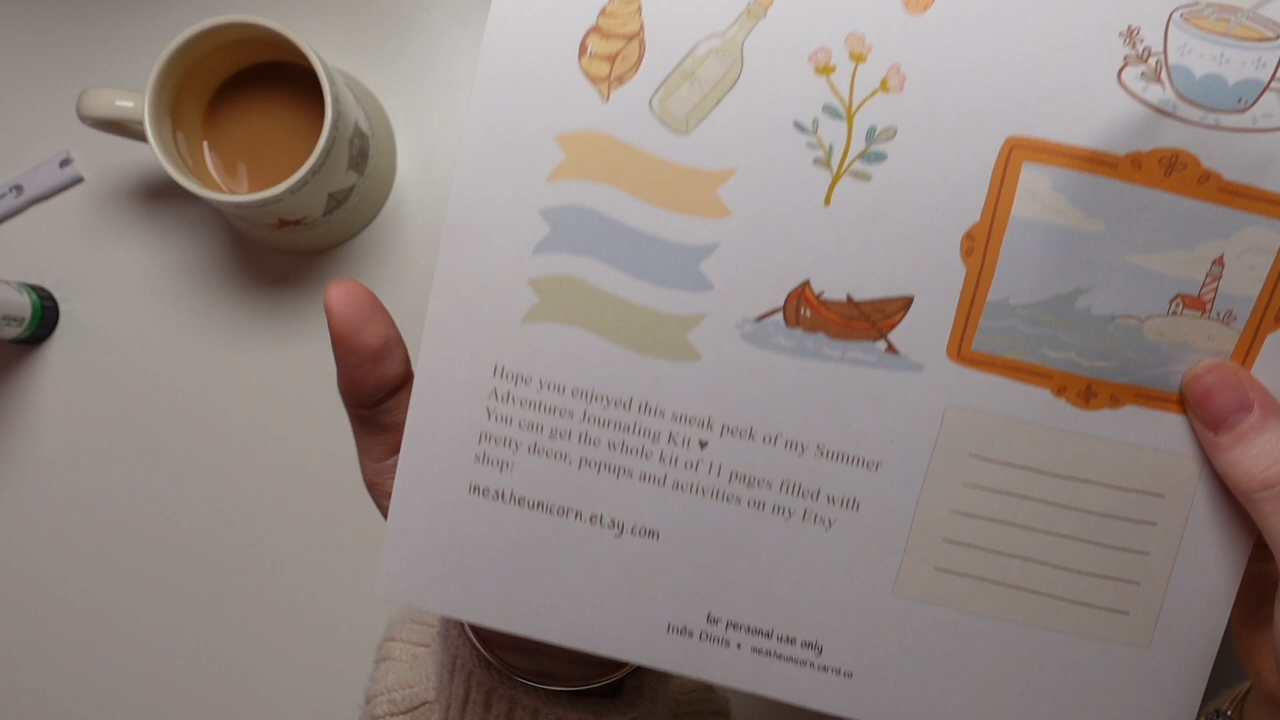 Hope you enjoyed this sneak peek of my Summer
Adventures Journaling Kit ♥
You can get the whole kit of 11 pages filled with
pretty decor, popups and activities on my Etsy
shop:
inestheunicorn.etsy.com
for personal use only
Inês Dinis • inestheunicorn.carrd.co